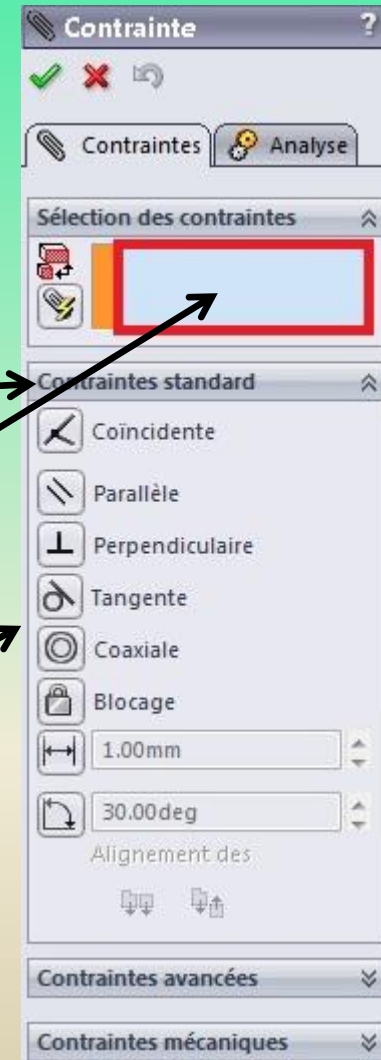 Contrainte ?
Contraintes Analyse
Sélection des contraintes
Contraintes standard
Coïncidente
Parallèle
Perpendiculaire
Tangente
Coaxiale
Blocage
1.00mm
30.00deg
Alignement des
Contraintes avancées
Contraintes mécaniques